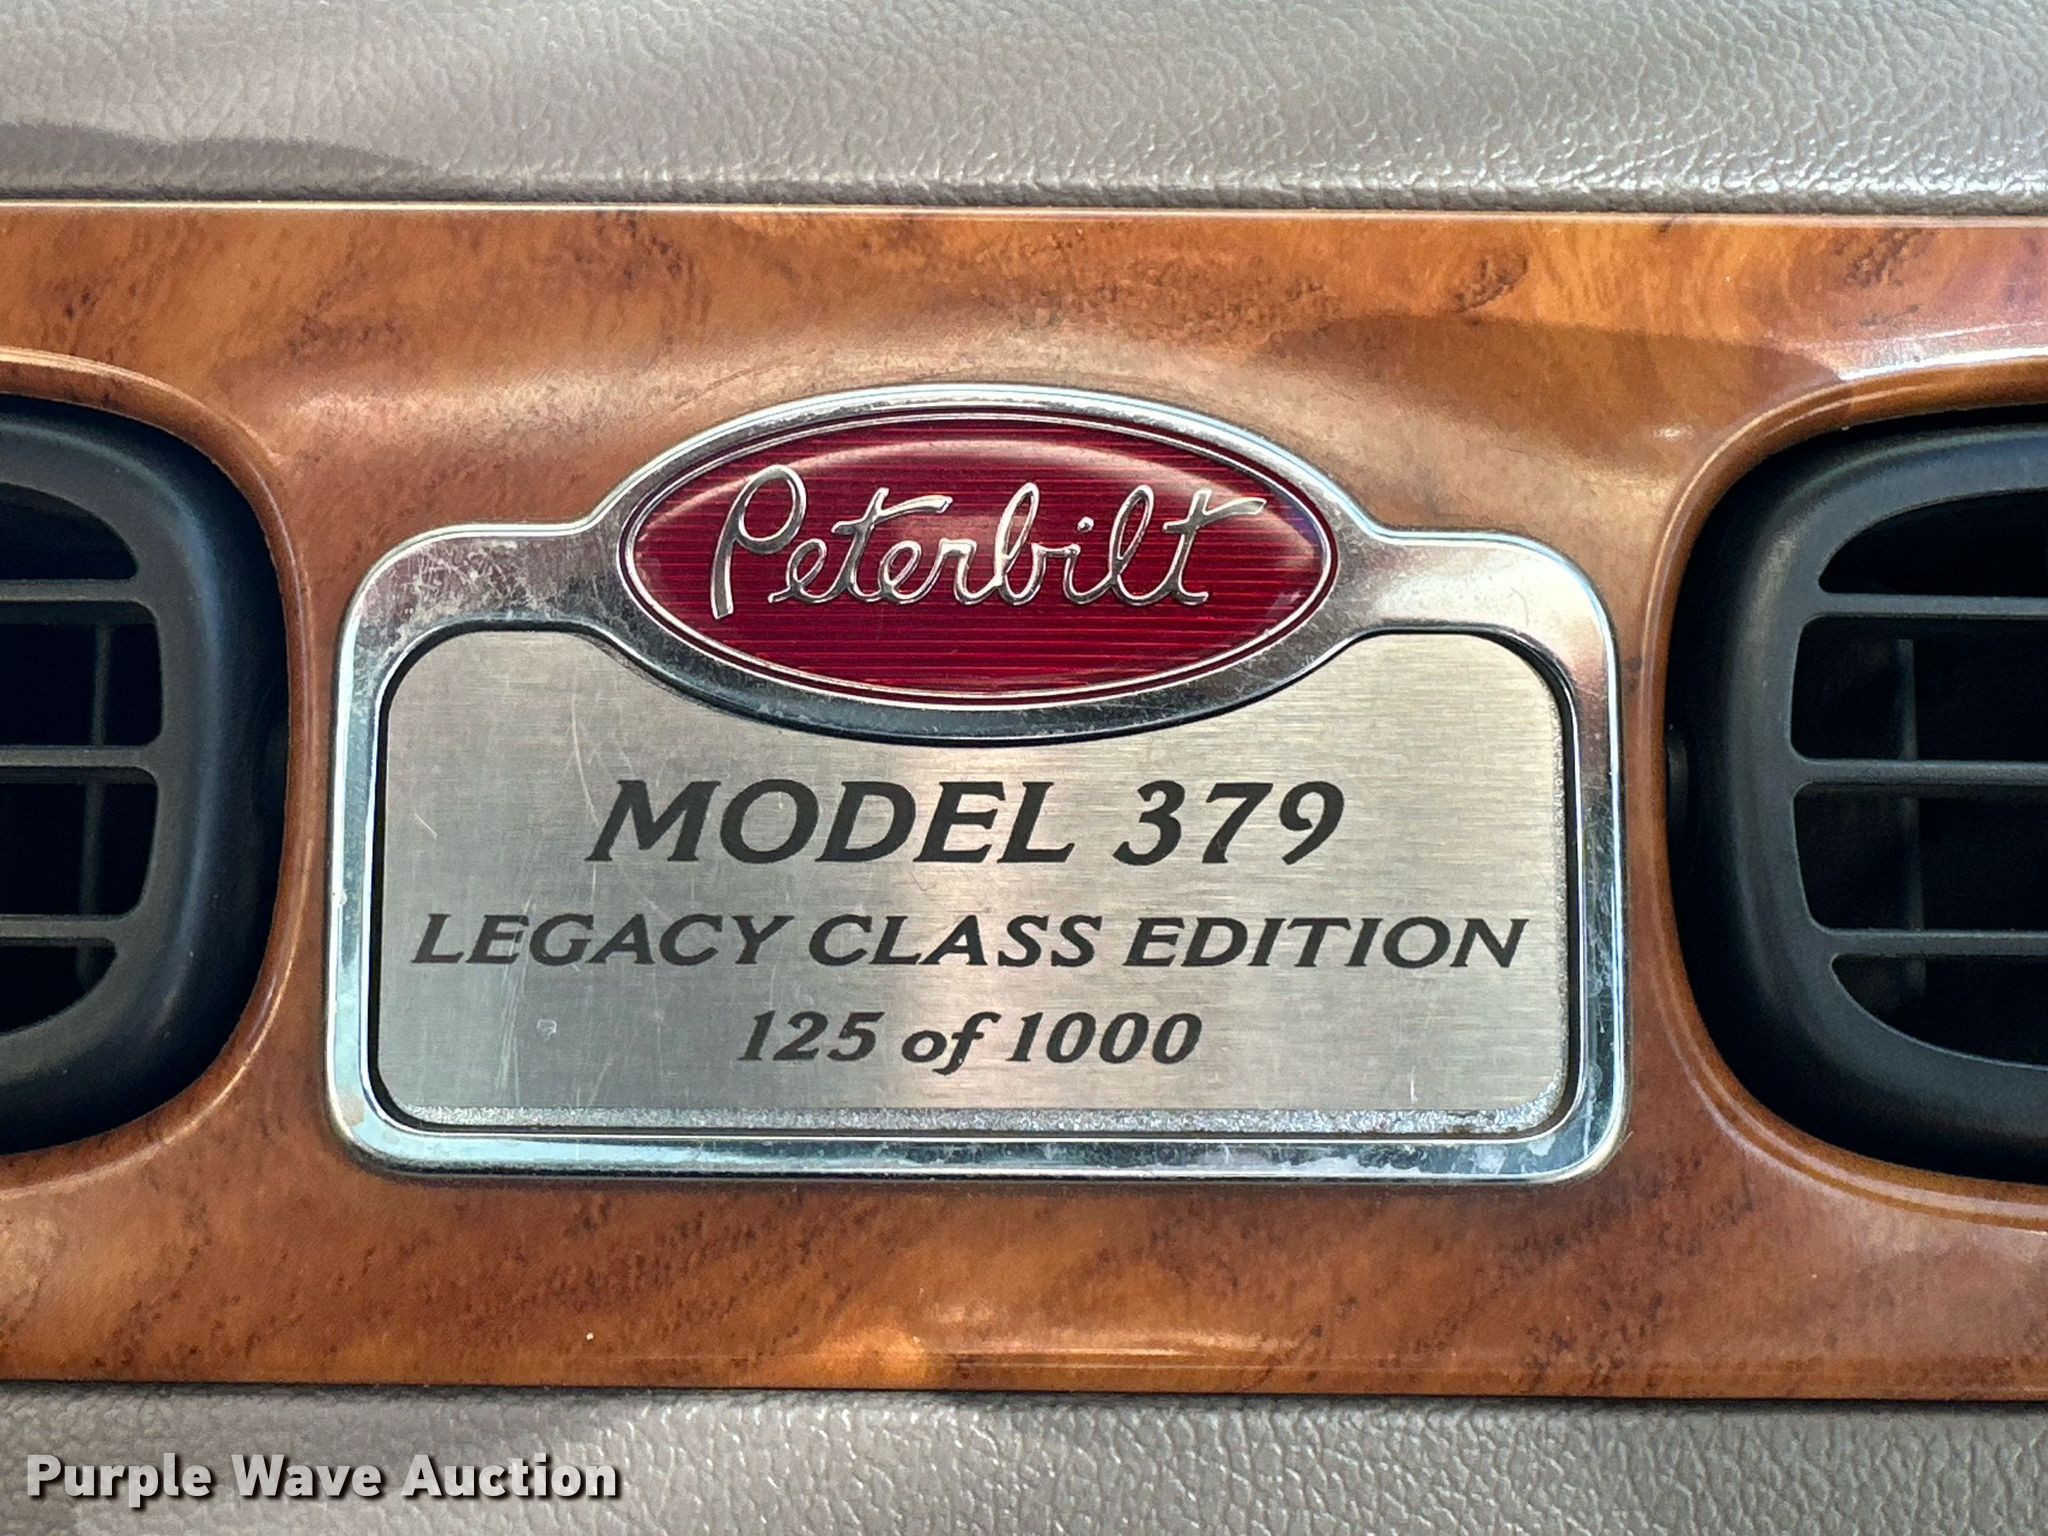 Peterbilt
MODEL 379
LEGACY CLASS EDITION
125 of 1000
Purple Wave Auction